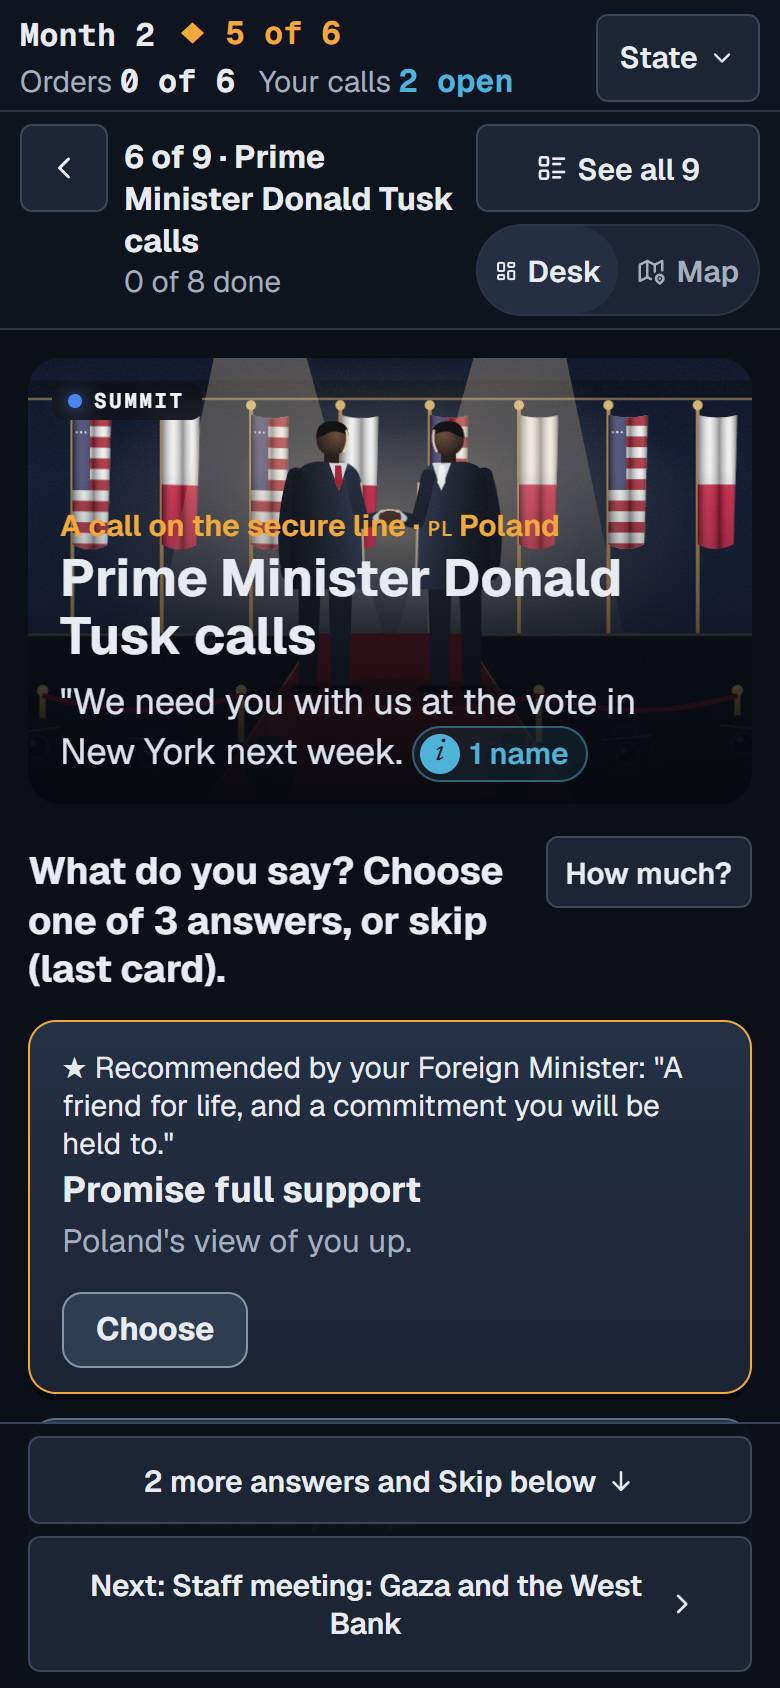 Month 2 ◆ 5 of 6
Orders 0 of 6 Your calls 2 open
State
6 of 9 · Prime
Minister Donald Tusk
calls
0 of 8 done
See all 9
Desk
Map
SUMMIT
A call on the secure line · PL Poland
Prime Minister Donald
Tusk calls
"We need you with us at the vote in
New York next week. i 1 name
What do you say? Choose
one of 3 answers, or skip
(last card).
How much?
★ Recommended by your Foreign Minister: "A
friend for life, and a commitment you will be
held to."
Promise full support
Poland's view of you up.
Choose
2 more answers and Skip below ↓
Next: Staff meeting: Gaza and the West
Bank